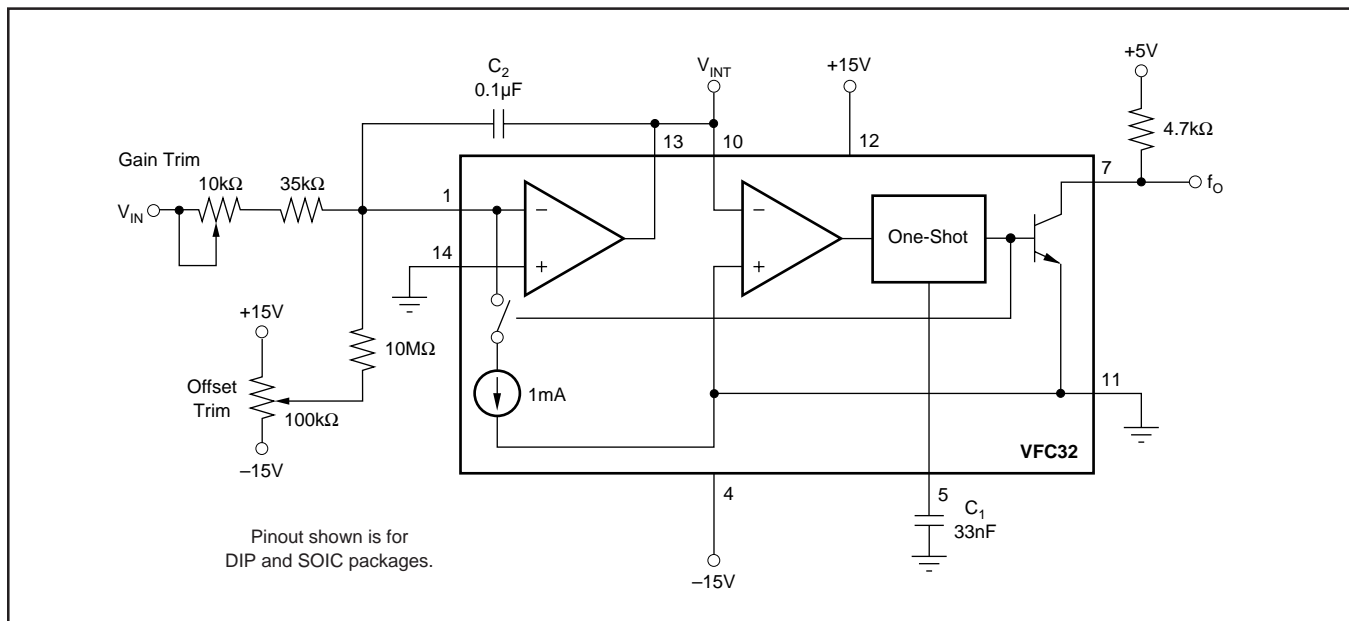 C2
0.1µF
VINT
+15V
+5V
4.7kΩ
13
10
12
7
fO
Gain Trim
10kΩ
35kΩ
VIN
1
14
One-Shot
+15V
10MΩ
Offset
Trim
100kΩ
–15V
1mA
11
VFC32
4
5
C1
33nF
–15V
Pinout shown is for
DIP and SOIC packages.